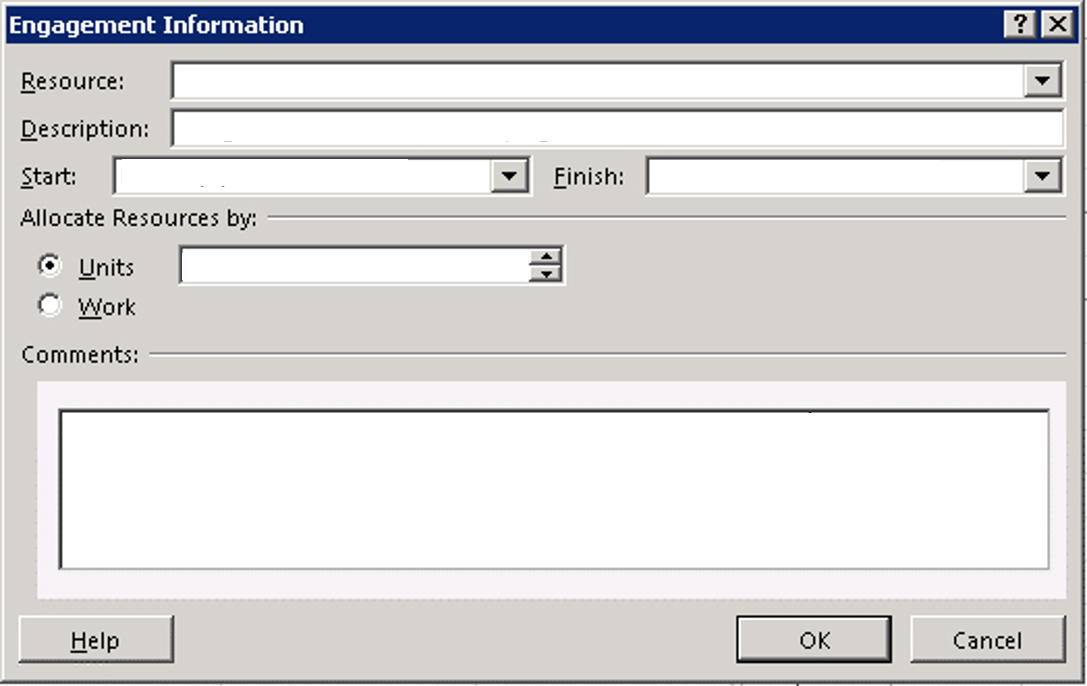 Engagement Information
Resource:
Description:
Start: Finish:
Allocate Resources by:
Units
Work
Comments:
Help OK Cancel